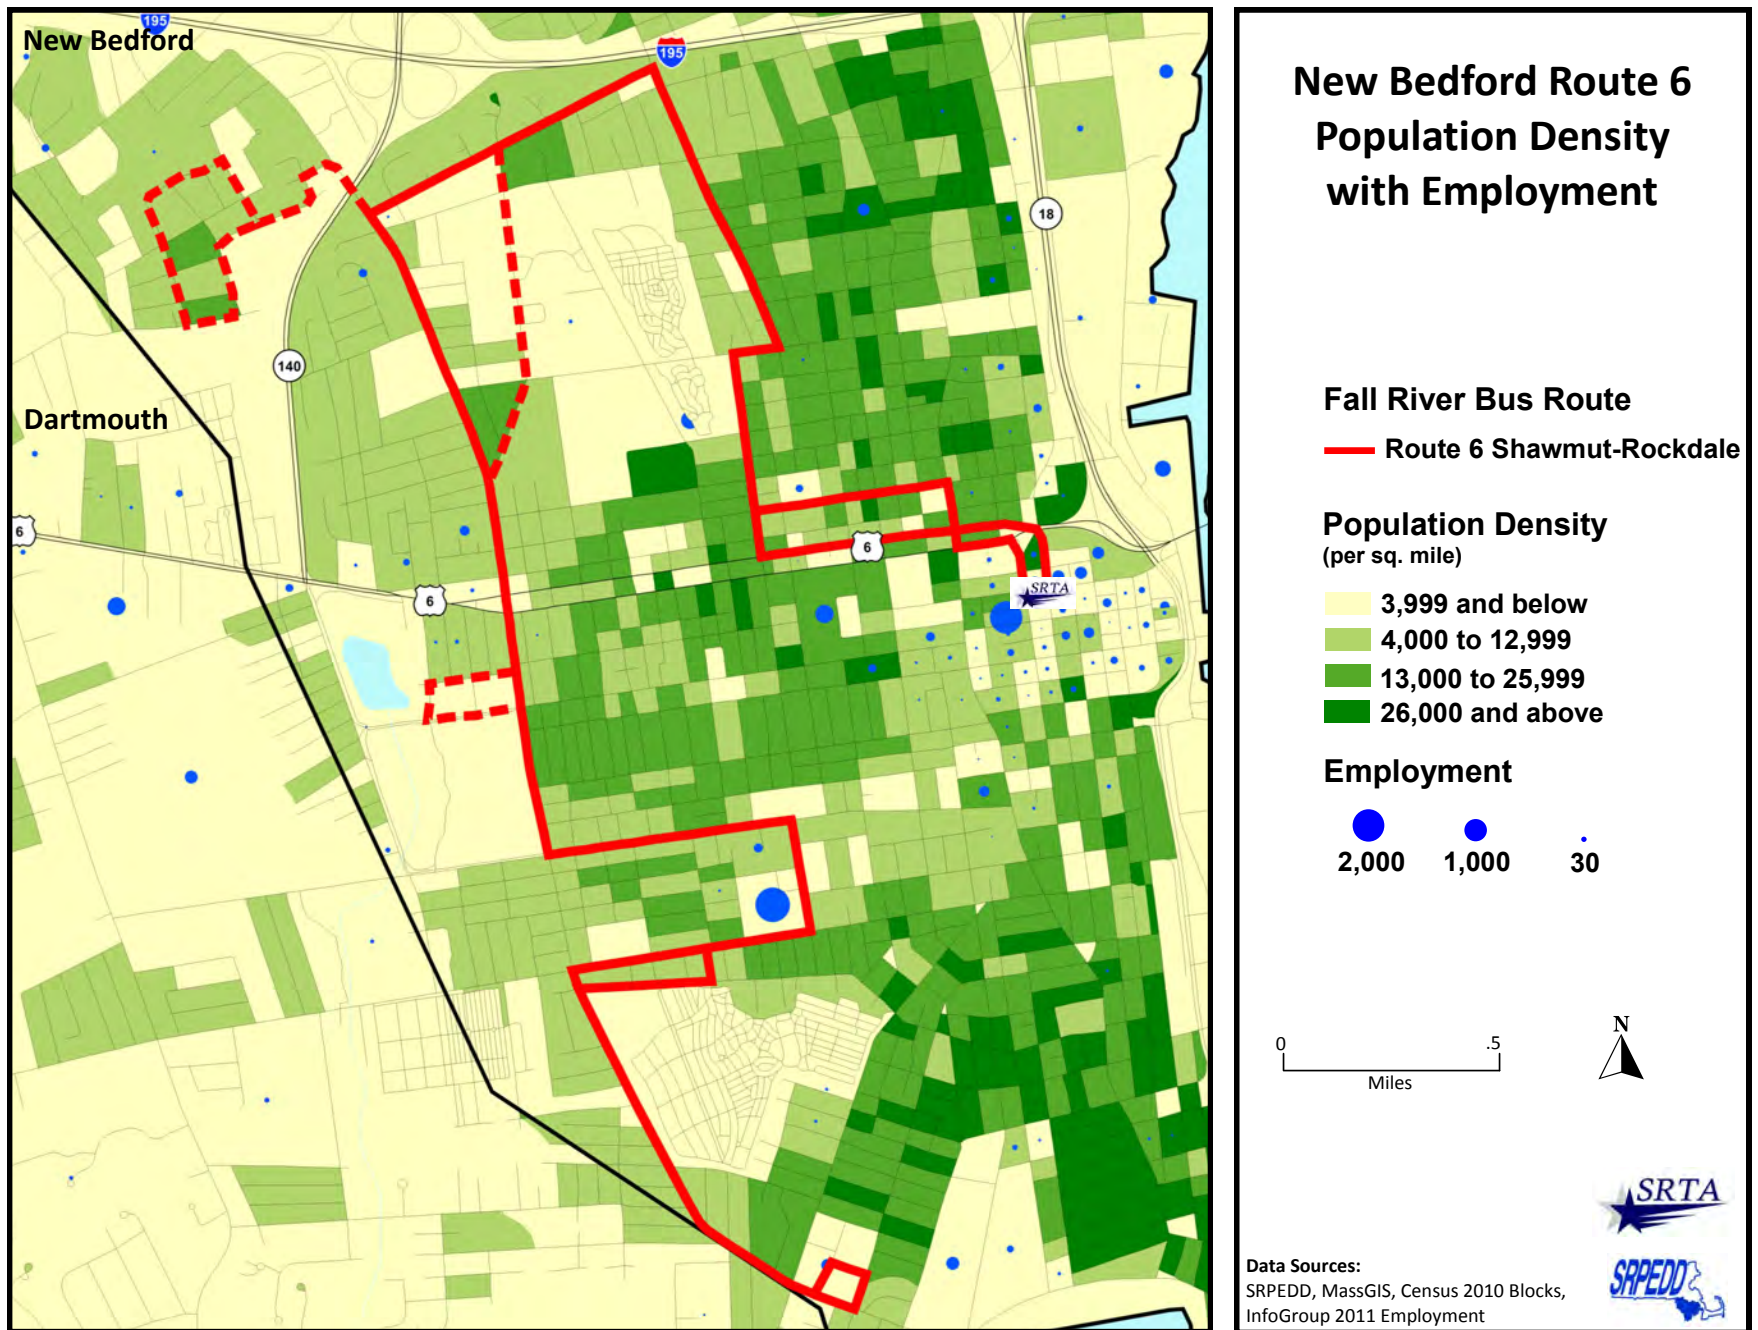 New Bedford
195
195
18
140
Dartmouth
6
6
6
SRTA
New Bedford Route 6
Population Density
with Employment
Fall River Bus Route
Route 6 Shawmut-Rockdale
Population Density
(per sq. mile)
3,999 and below
4,000 to 12,999
13,000 to 25,999
26,000 and above
Employment
2,000 1,000 30
0 .5
Miles
N
SRTA
SRPEDD
Data Sources:
SRPEDD, MassGIS, Census 2010 Blocks,
InfoGroup 2011 Employment